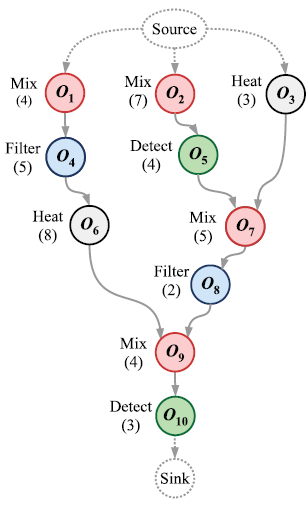 Source
Mix
(4)
O1
Mix
(7)
O2
Heat
(3)
O3
Filter
(5)
O4
Detect
(4)
O5
Heat
(8)
O6
Mix
(5)
O7
Filter
(2)
O8
Mix
(4)
O9
Detect
(3)
O10
Sink